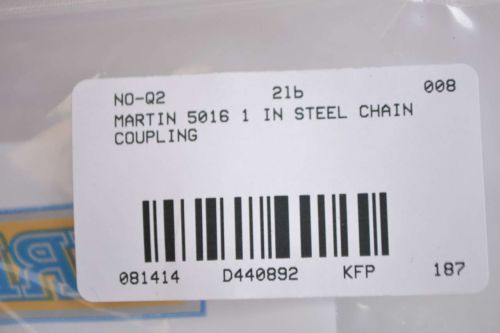 NO-Q2 21b 008
MARTIN 5016 1 IN STEEL CHAIN
COUPLING
081414 D440892 KFP 187